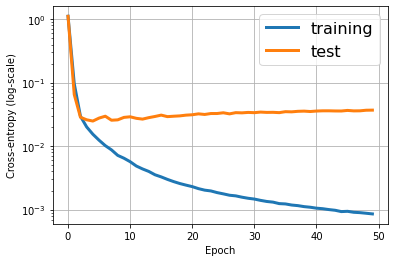 training
test
Cross-entropy (log-scale)
10⁰
10⁻¹
10⁻²
10⁻³
0 10 20 30 40 50
Epoch